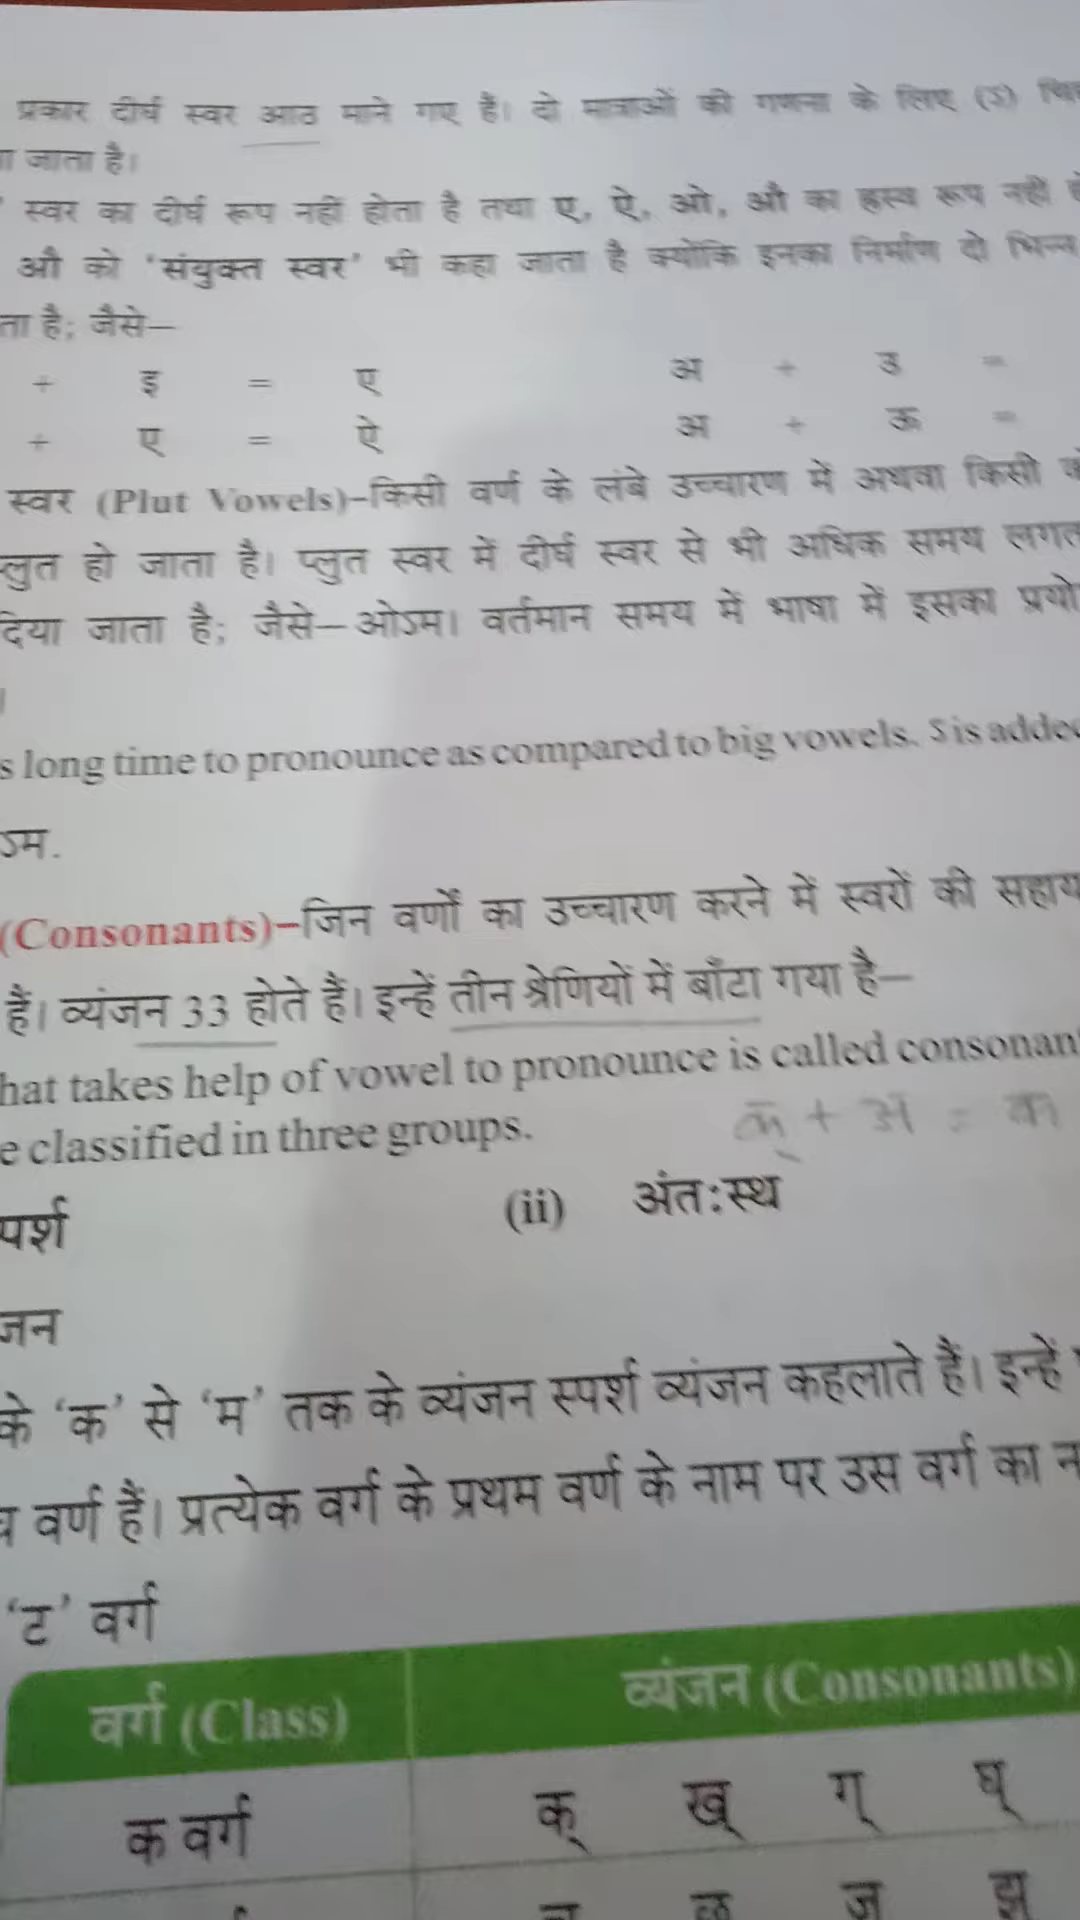 प्रकार दीर्घ स्वर आठ माने गए हैं। दो मात्राओं की गणना के लिए (ऽ)
जाता है।
स्वर का दीर्घ रूप नहीं होता है तथा ए, ऐ, ओ, औ का ह्रस्व रूप नहीं
औ को 'संयुक्त स्वर' भी कहा जाता है क्योंकि इनका निर्माण दो भिन्न
ता है; जैसे—
+ इ = ए अ + उ =
+ ए = ऐ अ + ऊ =
स्वर (Plut Vowels)–किसी वर्ण के लंबे उच्चारण में अथवा किसी
प्लुत हो जाता है। प्लुत स्वर में दीर्घ स्वर से भी अधिक समय लगत
दिया जाता है; जैसे—ओऽम। वर्तमान समय में भाषा में इसका प्रयो
s long time to pronounce as compared to big vowels. ऽ is added
ऽम.
(Consonants)–जिन वर्णों का उच्चारण करने में स्वरों की सहाय
हैं। व्यंजन 33 होते हैं। इन्हें तीन श्रेणियों में बाँटा गया है—
hat takes help of vowel to pronounce is called consonan
e classified in three groups.
क् + अ = क
पर्श (ii) अंत:स्थ
जन
के 'क' से 'म' तक के व्यंजन स्पर्श व्यंजन कहलाते हैं। इन्हें
वर्ण हैं। प्रत्येक वर्ग के प्रथम वर्ण के नाम पर उस वर्ग का न
'ट' वर्ग
वर्ग (Class) व्यंजन (Consonants)
क वर्ग क् ख् ग् घ्